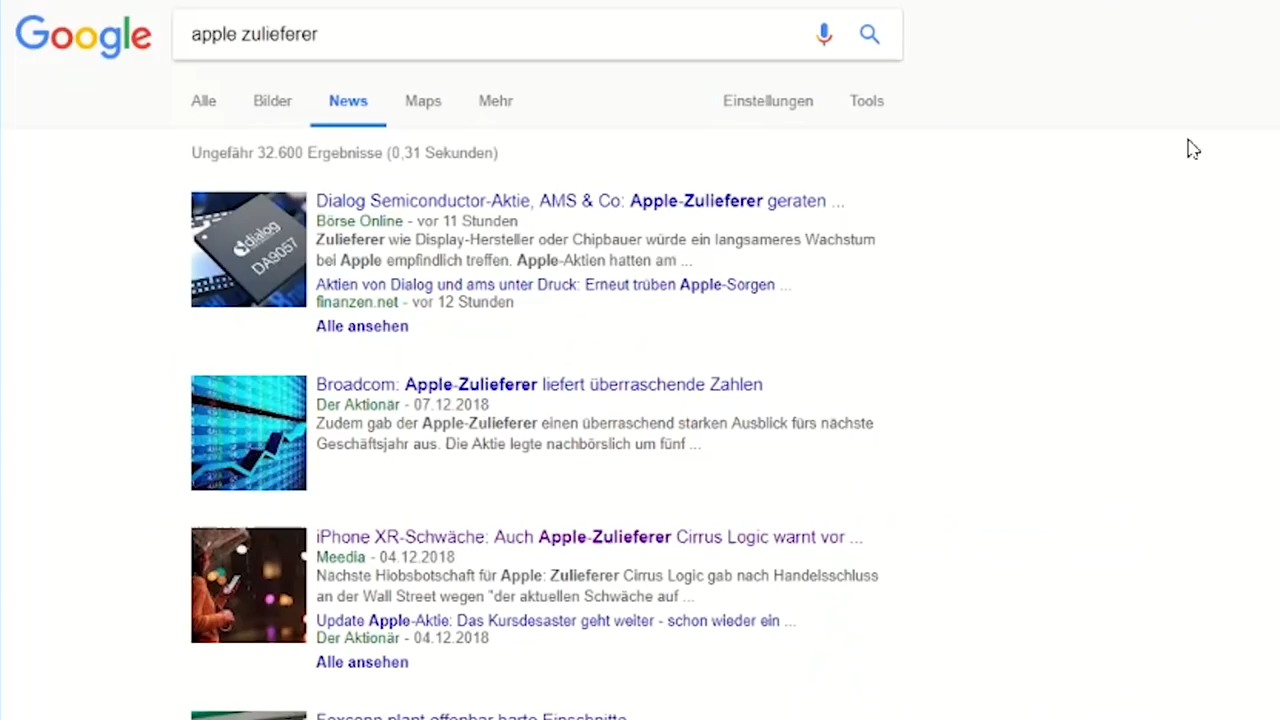 Google
apple zulieferer
Alle Bilder News Maps Mehr Einstellungen Tools
Ungefähr 32.600 Ergebnisse (0,31 Sekunden)
dialog
DA9057
Dialog Semiconductor-Aktie, AMS & Co: Apple-Zulieferer geraten ...
Börse Online - vor 11 Stunden
Zulieferer wie Display-Hersteller oder Chipbauer würde ein langsameres Wachstum
bei Apple empfindlich treffen. Apple-Aktien hatten am ...
Aktien von Dialog und ams unter Druck: Erneut trüben Apple-Sorgen ...
finanzen.net - vor 12 Stunden
Alle ansehen
Broadcom: Apple-Zulieferer liefert überraschende Zahlen
Der Aktionär - 07.12.2018
Zudem gab der Apple-Zulieferer einen überraschend starken Ausblick fürs nächste
Geschäftsjahr aus. Die Aktie legte nachbörslich um fünf ...
iPhone XR-Schwäche: Auch Apple-Zulieferer Cirrus Logic warnt vor ...
Meedia - 04.12.2018
Nächste Hiobsbotschaft für Apple: Zulieferer Cirrus Logic gab nach Handelsschluss
an der Wall Street wegen "der aktuellen Schwäche auf ...
Update Apple-Aktie: Das Kursdesaster geht weiter - schon wieder ein ...
Der Aktionär - 04.12.2018
Alle ansehen
Foxconn plant offenbar harte Einschnitte